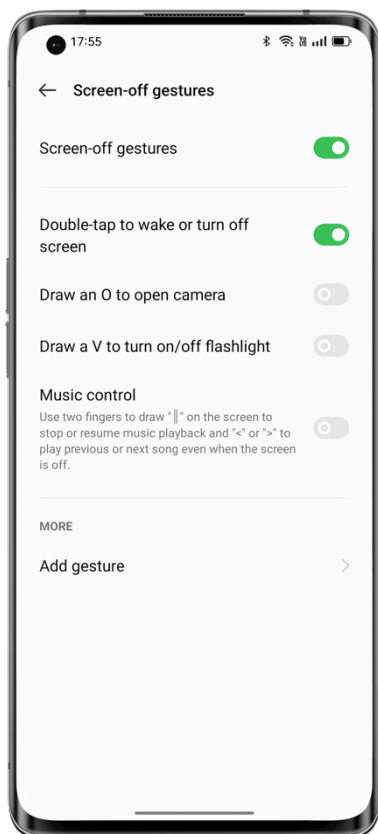 17:55
Screen-off gestures
Screen-off gestures
Double-tap to wake or turn off
screen
Draw an O to open camera
Draw a V to turn on/off flashlight
Music control
Use two fingers to draw "║" on the screen to
stop or resume music playback and "<" or ">" to
play previous or next song even when the screen
is off.
MORE
Add gesture